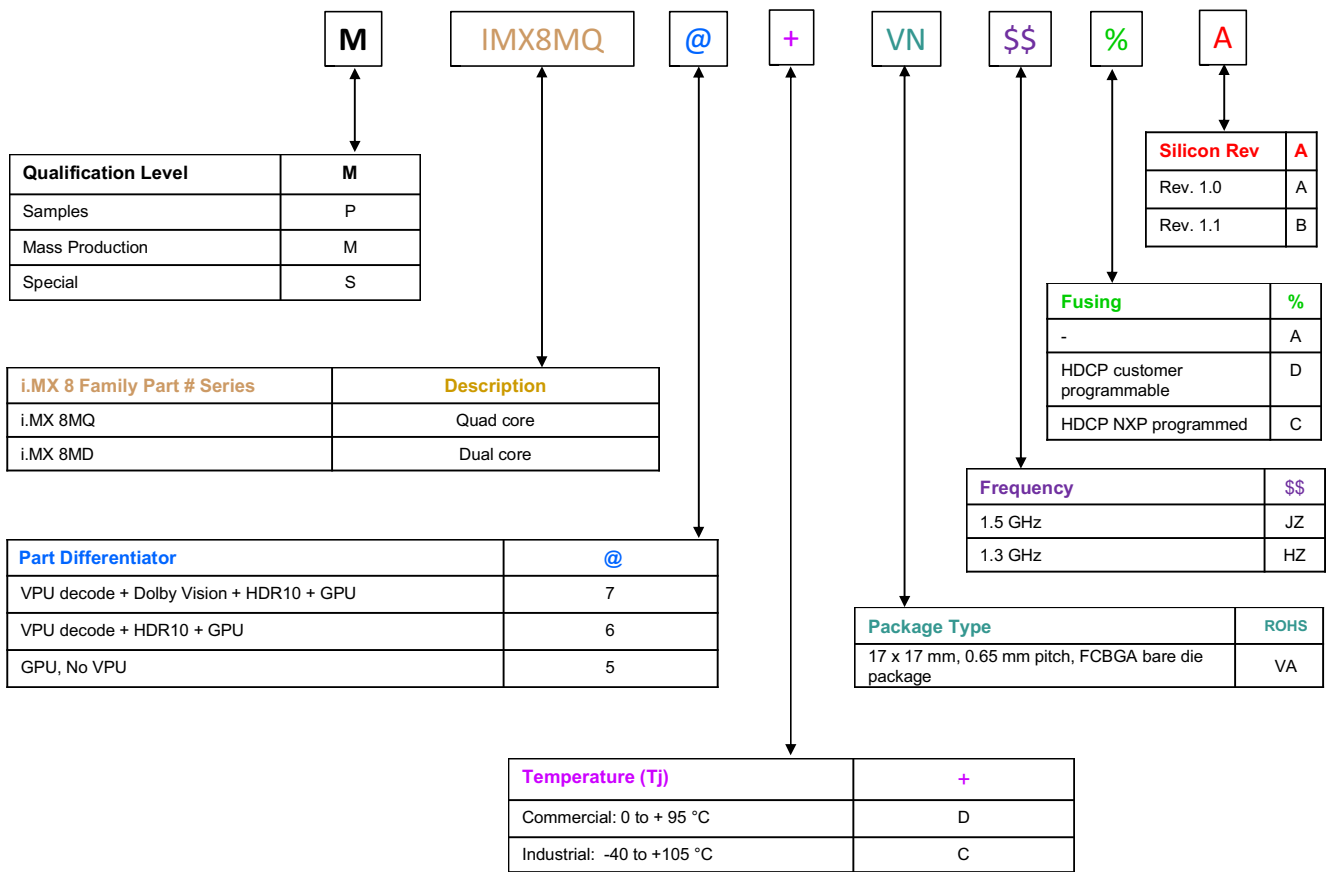 M IMX8MQ @ + VN $$ % A
Qualification Level M
Samples P
Mass Production M
Special S
Silicon Rev A
Rev. 1.0 A
Rev. 1.1 B
Fusing %
- A
HDCP customer
programmable D
HDCP NXP programmed C
i.MX 8 Family Part # Series Description
i.MX 8MQ Quad core
i.MX 8MD Dual core
Frequency $$
1.5 GHz JZ
1.3 GHz HZ
Part Differentiator @
VPU decode + Dolby Vision + HDR10 + GPU 7
VPU decode + HDR10 + GPU 6
GPU, No VPU 5
Package Type ROHS
17 x 17 mm, 0.65 mm pitch, FCBGA bare die
package VA
Temperature (Tj) +
Commercial: 0 to + 95 °C D
Industrial: -40 to +105 °C C